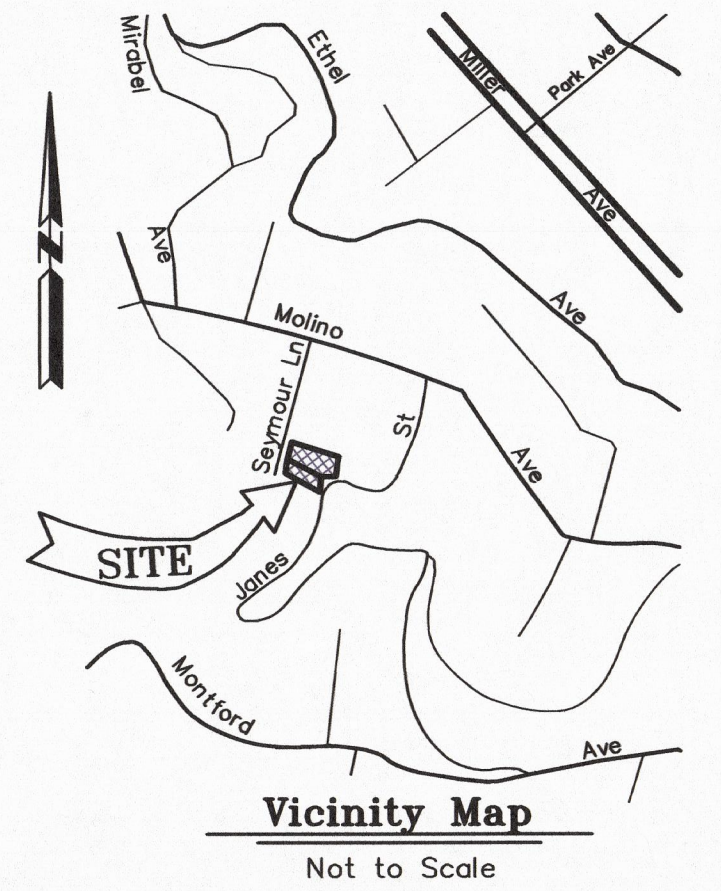 Mirabel
Ave
Ethel
Ave
Miller
Ave
Park Ave
N
Molino
Ave
Seymour Ln
St
SITE
Janes
Montford
Ave
Vicinity Map
Not to Scale